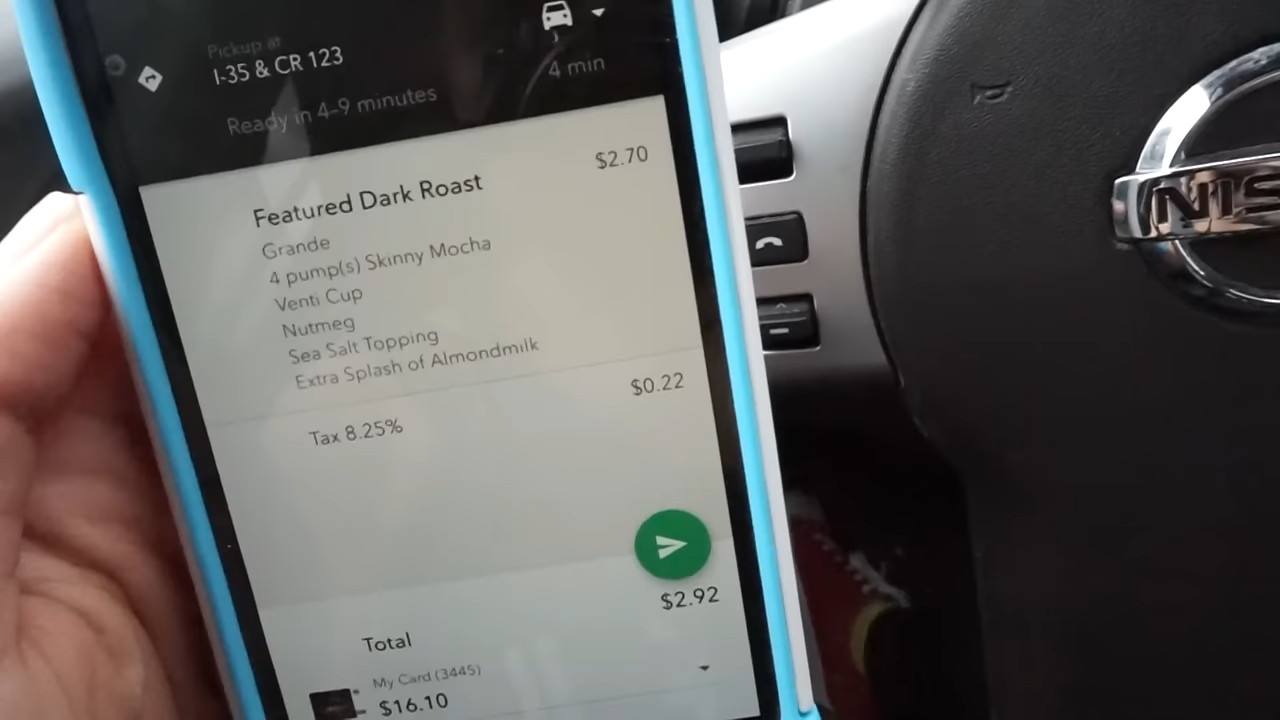 Pickup at
I-35 & CR 123
4 min
Ready in 4-9 minutes
Featured Dark Roast
$2.70
Grande
4 pump(s) Skinny Mocha
Venti Cup
Nutmeg
Sea Salt Topping
Extra Splash of Almondmilk
Tax 8.25%
$0.22
Total
$2.92
My Card (3445)
$16.10
NIS